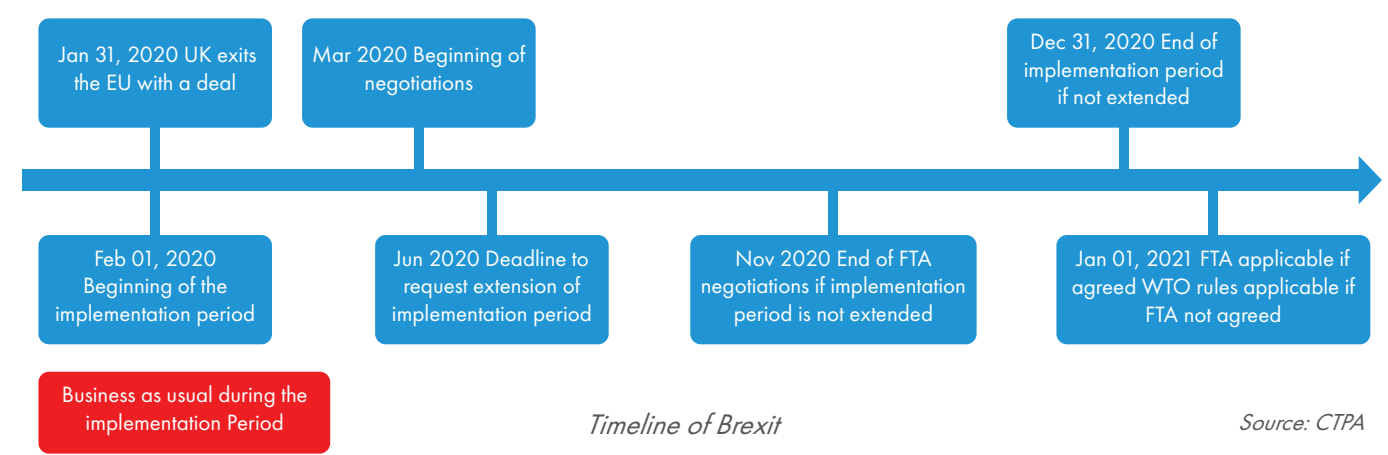 Jan 31, 2020 UK exits
the EU with a deal
Mar 2020 Beginning of
negotiations
Dec 31, 2020 End of
implementation period
if not extended
Feb 01, 2020
Beginning of the
implementation period
Jun 2020 Deadline to
request extension of
implementation period
Nov 2020 End of FTA
negotiations if implementation
period is not extended
Jan 01, 2021 FTA applicable if
agreed WTO rules applicable if
FTA not agreed
Business as usual during the
implementation Period
Timeline of Brexit
Source: CTPA